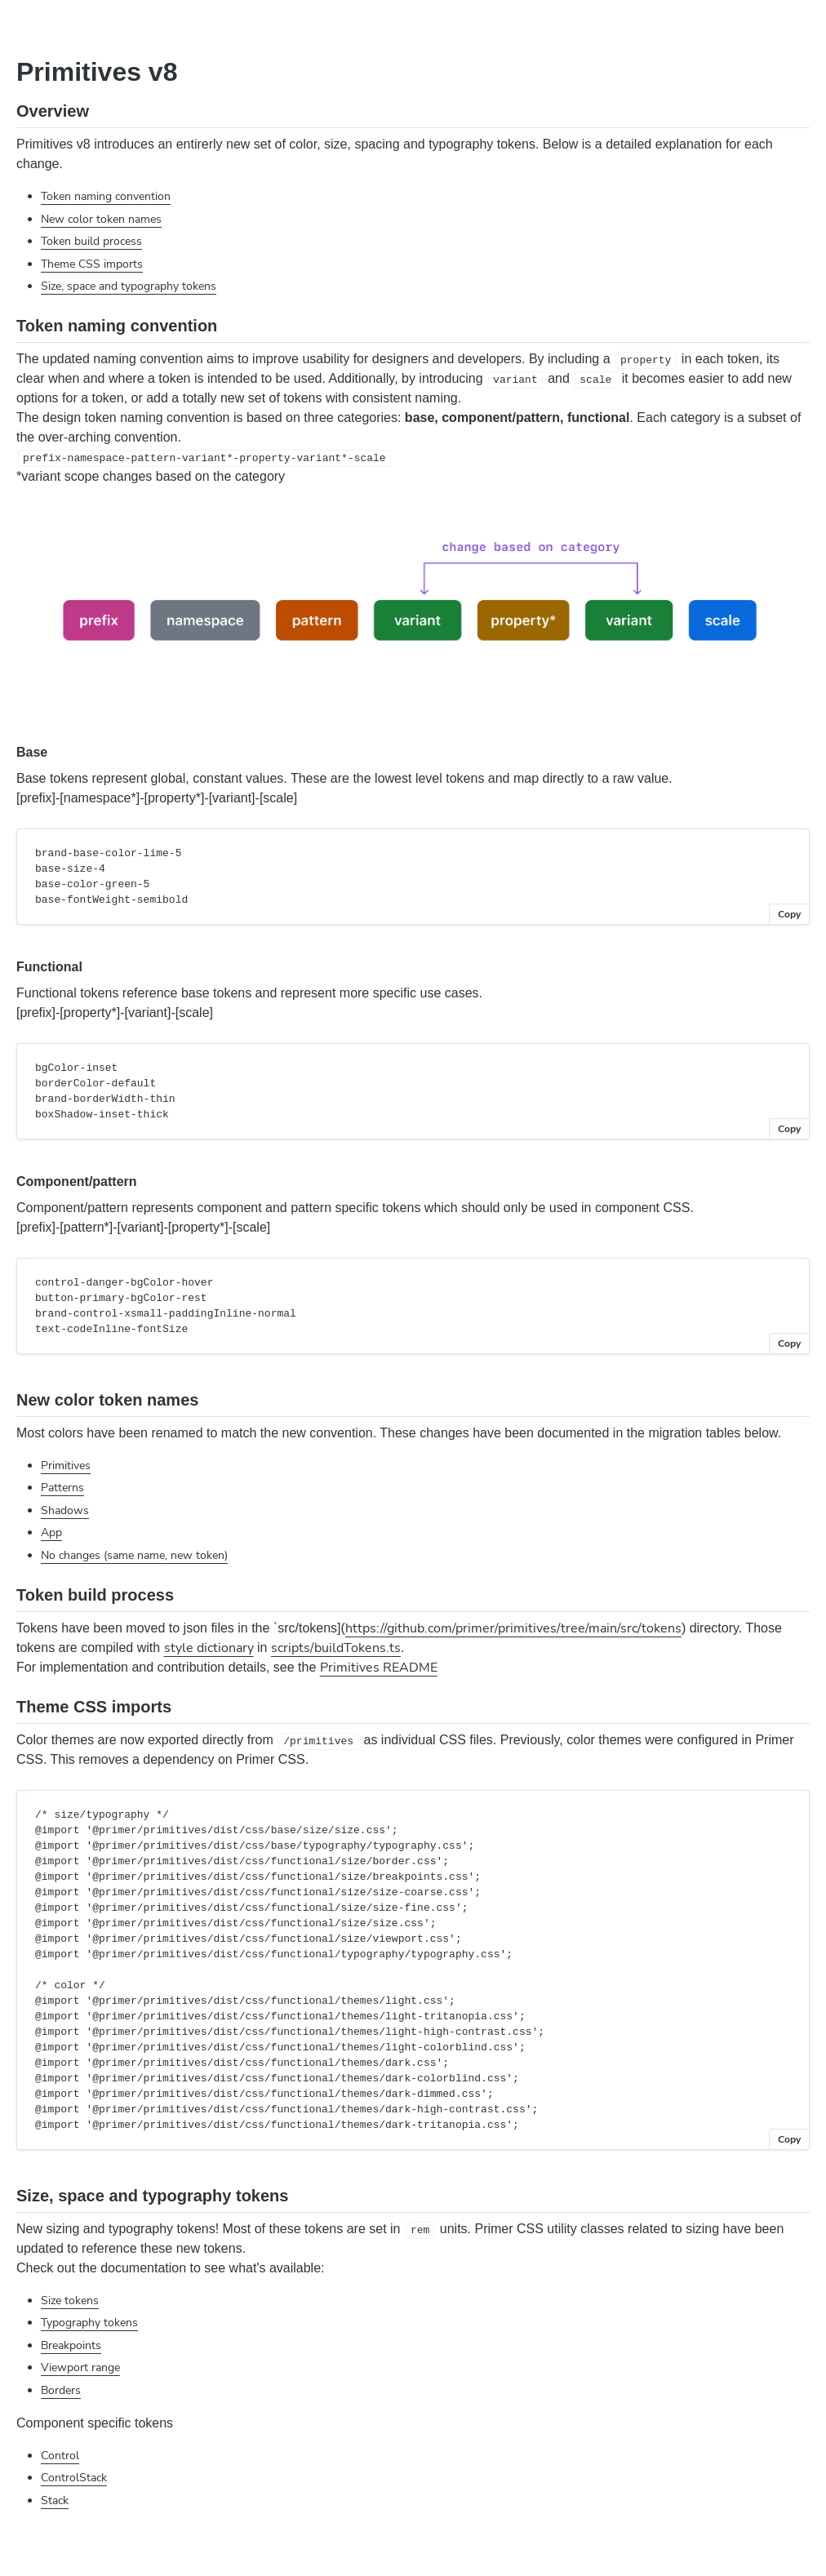 Primitives v8
Overview
Primitives v8 introduces an entirerly new set of color, size, spacing and typography tokens. Below is a detailed explanation for each
change.
Token naming convention
New color token names
Token build process
Theme CSS imports
Size, space and typography tokens
Token naming convention
The updated naming convention aims to improve usability for designers and developers. By including a property in each token, its
clear when and where a token is intended to be used. Additionally, by introducing variant and scale it becomes easier to add new
options for a token, or add a totally new set of tokens with consistent naming.
The design token naming convention is based on three categories: base, component/pattern, functional. Each category is a subset of
the over-arching convention.
prefix-namespace-pattern-variant*-property-variant*-scale
*variant scope changes based on the category
change based on category
prefix namespace pattern variant property* variant scale
Base
Base tokens represent global, constant values. These are the lowest level tokens and map directly to a raw value.
[prefix]-[namespace*]-[property*]-[variant]-[scale]
brand-base-color-lime-5
base-size-4
base-color-green-5
base-fontWeight-semibold
Copy
Functional
Functional tokens reference base tokens and represent more specific use cases.
[prefix]-[property*]-[variant]-[scale]
bgColor-inset
borderColor-default
brand-borderWidth-thin
boxShadow-inset-thick
Copy
Component/pattern
Component/pattern represents component and pattern specific tokens which should only be used in component CSS.
[prefix]-[pattern*]-[variant]-[property*]-[scale]
control-danger-bgColor-hover
button-primary-bgColor-rest
brand-control-xsmall-paddingInline-normal
text-codeInline-fontSize
Copy
New color token names
Most colors have been renamed to match the new convention. These changes have been documented in the migration tables below.
Primitives
Patterns
Shadows
App
No changes (same name, new token)
Token build process
Tokens have been moved to json files in the `src/tokens](https://github.com/primer/primitives/tree/main/src/tokens) directory. Those
tokens are compiled with style dictionary in scripts/buildTokens.ts.
For implementation and contribution details, see the Primitives README
Theme CSS imports
Color themes are now exported directly from /primitives as individual CSS files. Previously, color themes were configured in Primer
CSS. This removes a dependency on Primer CSS.
/* size/typography */
@import '@primer/primitives/dist/css/base/size/size.css';
@import '@primer/primitives/dist/css/base/typography/typography.css';
@import '@primer/primitives/dist/css/functional/size/border.css';
@import '@primer/primitives/dist/css/functional/size/breakpoints.css';
@import '@primer/primitives/dist/css/functional/size/size-coarse.css';
@import '@primer/primitives/dist/css/functional/size/size-fine.css';
@import '@primer/primitives/dist/css/functional/size/size.css';
@import '@primer/primitives/dist/css/functional/size/viewport.css';
@import '@primer/primitives/dist/css/functional/typography/typography.css';
/* color */
@import '@primer/primitives/dist/css/functional/themes/light.css';
@import '@primer/primitives/dist/css/functional/themes/light-tritanopia.css';
@import '@primer/primitives/dist/css/functional/themes/light-high-contrast.css';
@import '@primer/primitives/dist/css/functional/themes/light-colorblind.css';
@import '@primer/primitives/dist/css/functional/themes/dark.css';
@import '@primer/primitives/dist/css/functional/themes/dark-colorblind.css';
@import '@primer/primitives/dist/css/functional/themes/dark-dimmed.css';
@import '@primer/primitives/dist/css/functional/themes/dark-high-contrast.css';
@import '@primer/primitives/dist/css/functional/themes/dark-tritanopia.css';
Copy
Size, space and typography tokens
New sizing and typography tokens! Most of these tokens are set in rem units. Primer CSS utility classes related to sizing have been
updated to reference these new tokens.
Check out the documentation to see what's available:
Size tokens
Typography tokens
Breakpoints
Viewport range
Borders
Component specific tokens
Control
ControlStack
Stack